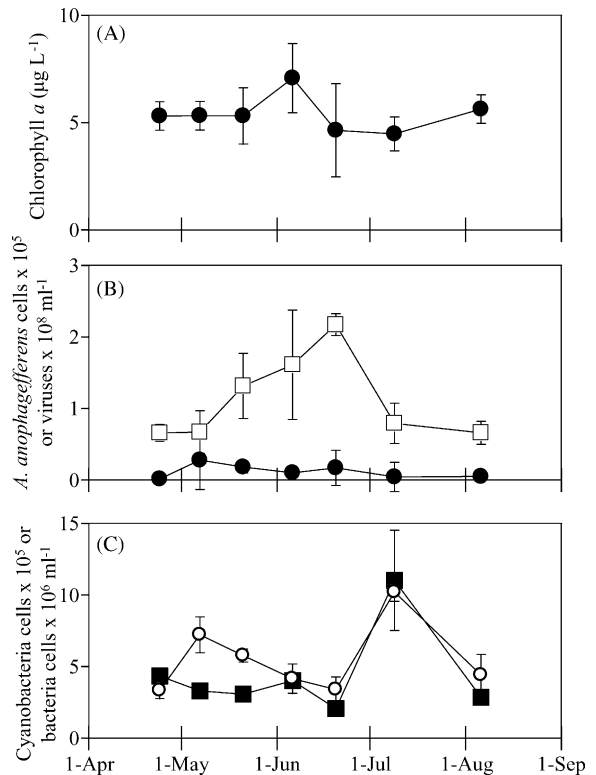 (A)
10
5
0
Chlorophyll a (µg L⁻¹)
(B)
3
2
1
0
A. anophagefferens cells x 10⁵
or viruses x 10⁸ ml⁻¹
(C)
15
10
5
0
Cyanobacteria cells x 10⁵ or
bacteria cells x 10⁶ ml⁻¹
1-Apr 1-May 1-Jun 1-Jul 1-Aug 1-Sep